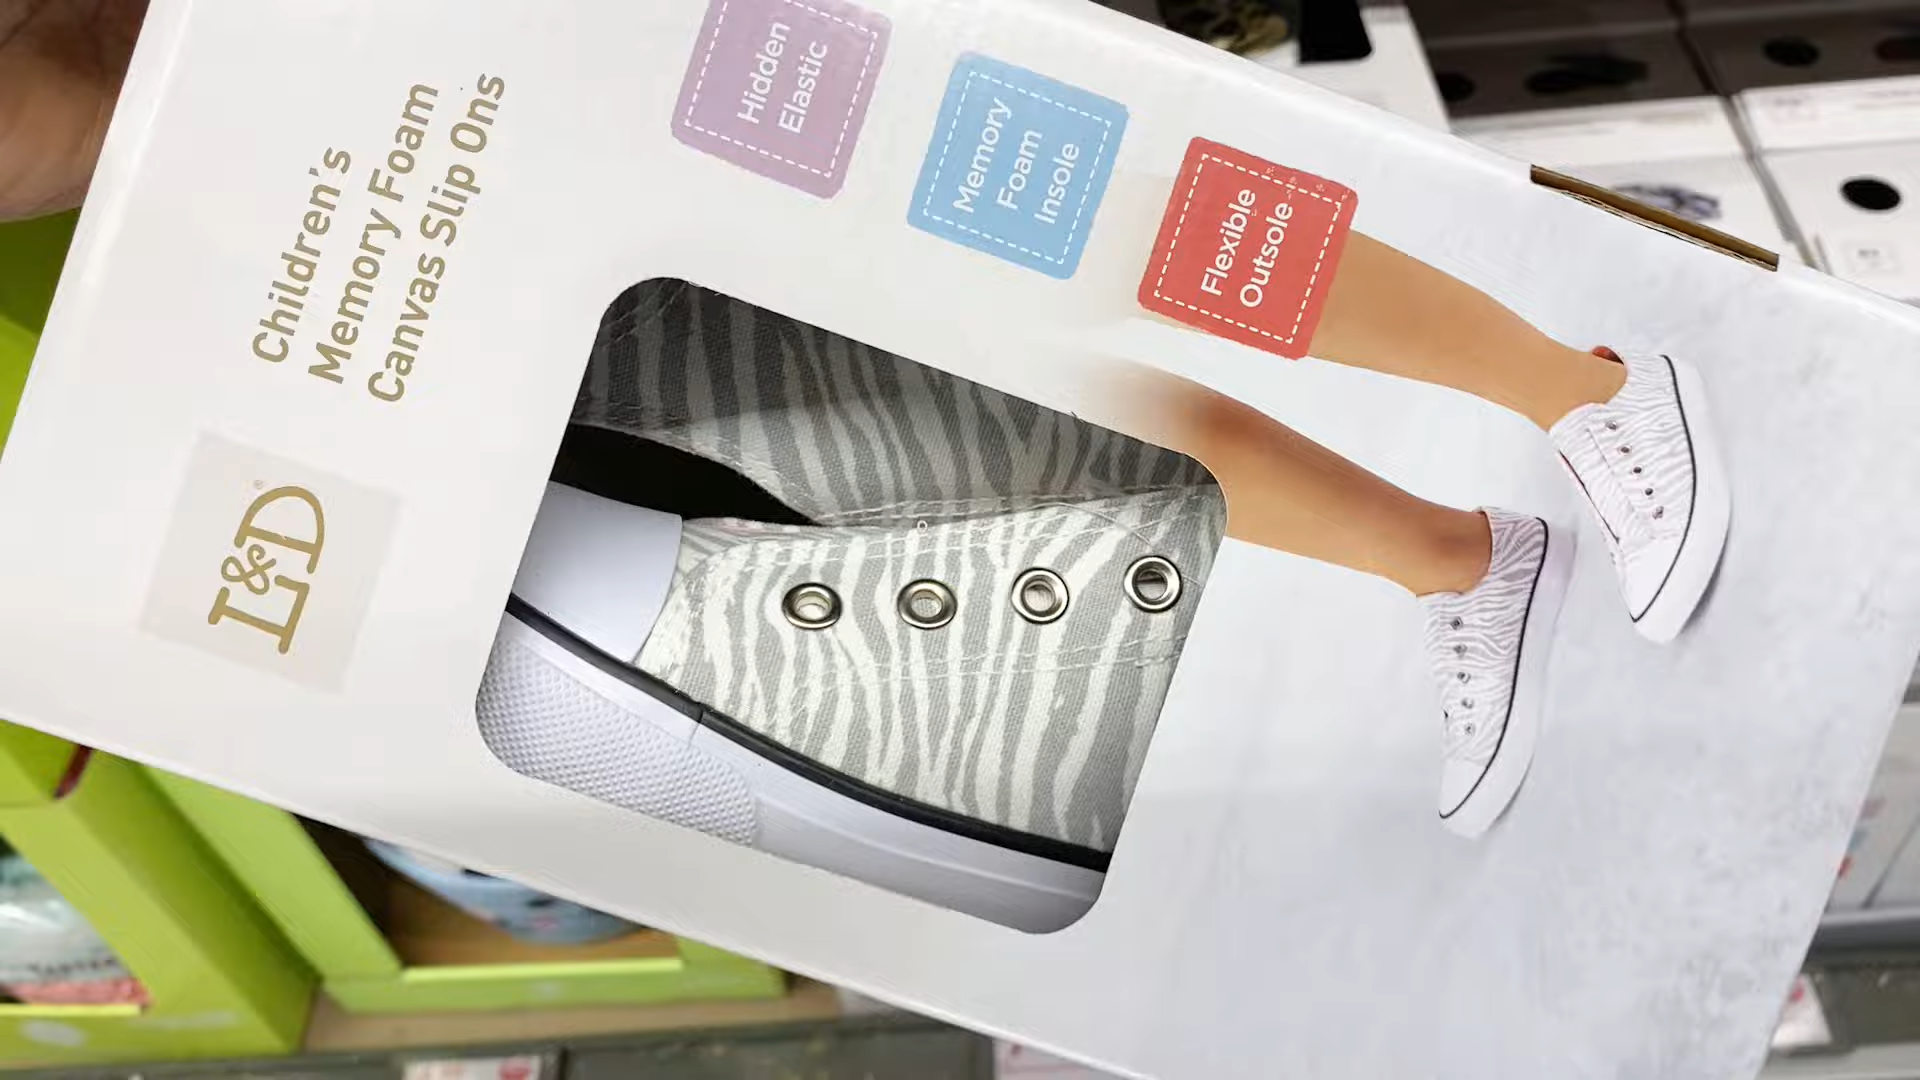 Children's
Memory Foam
Canvas Slip Ons
L&D
®
Hidden
Elastic
Memory
Foam
Insole
Flexible
Outsole